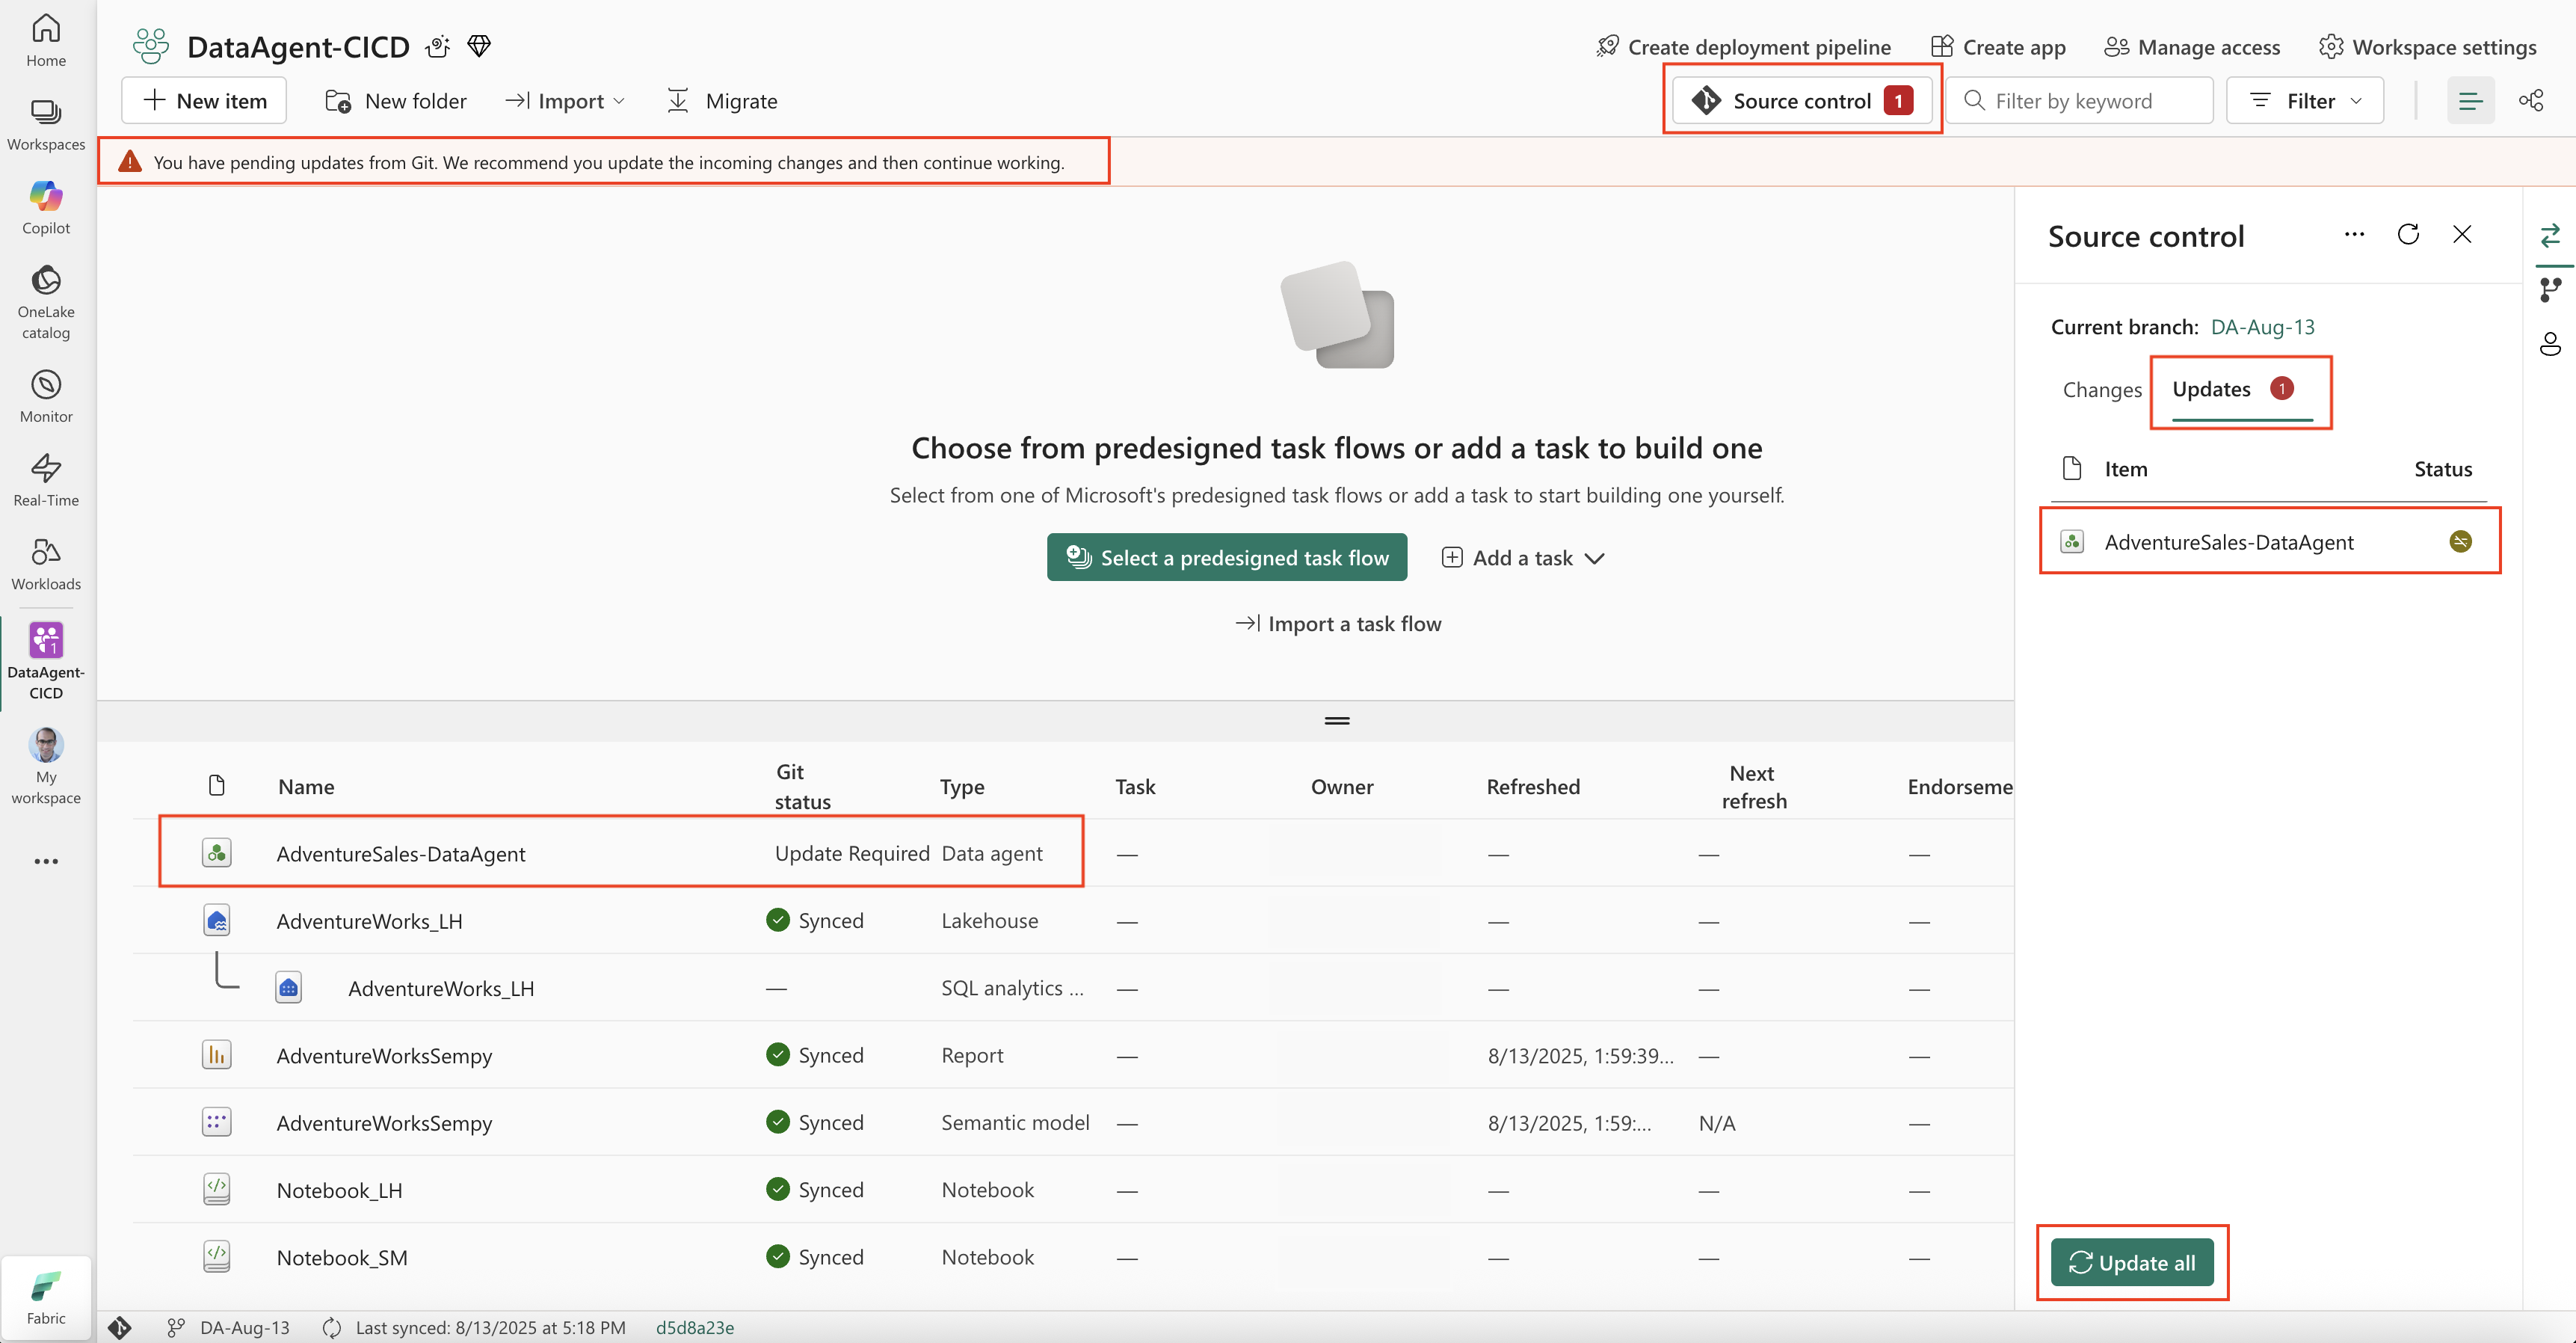 Home
Workspaces
Copilot
OneLake
catalog
Monitor
Real-Time
Workloads
1
DataAgent-
CICD
My
workspace
Fabric
DataAgent-CICD
Create deployment pipeline
Create app
Manage access
Workspace settings
New item
New folder
Import
Migrate
Source control 1
Filter by keyword
Filter
You have pending updates from Git. We recommend you update the incoming changes and then continue working.
Choose from predesigned task flows or add a task to build one
Select from one of Microsoft's predesigned task flows or add a task to start building one yourself.
Select a predesigned task flow
Add a task
Import a task flow
Source control
Current branch: DA-Aug-13
Changes
Updates 1
Item Status
AdventureSales-DataAgent
Update all
Name Git status Type Task Owner Refreshed Next refresh Endorseme
AdventureSales-DataAgent Update Required Data agent — — — —
AdventureWorks_LH Synced Lakehouse — — — —
AdventureWorks_LH — SQL analytics ... — — — —
AdventureWorksSempy Synced Report — 8/13/2025, 1:59:39... — —
AdventureWorksSempy Synced Semantic model — 8/13/2025, 1:59:... N/A —
Notebook_LH Synced Notebook — — — —
Notebook_SM Synced Notebook — — — —
DA-Aug-13 Last synced: 8/13/2025 at 5:18 PM d5d8a23e